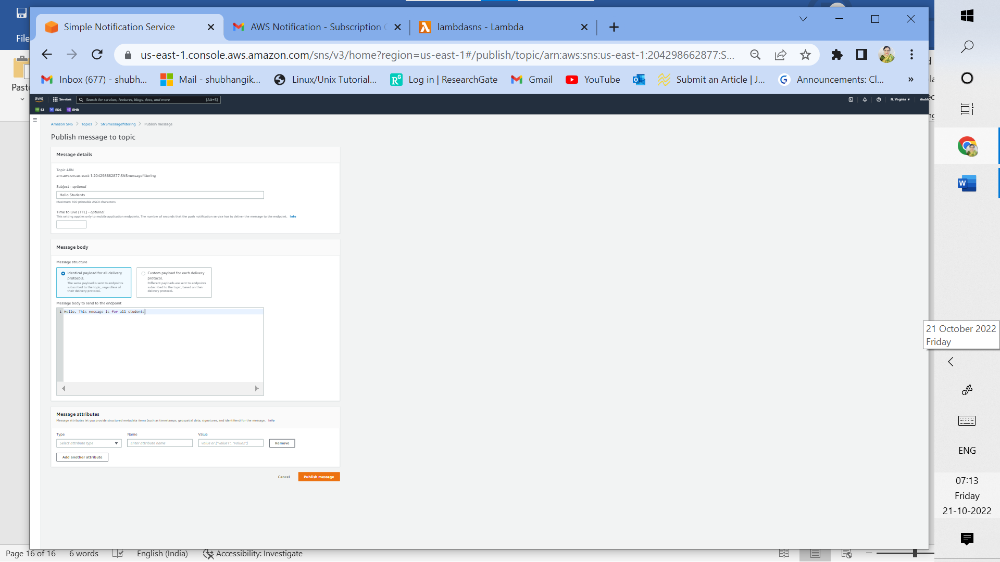 File
Paste
Simple Notification Service
AWS Notification - Subscription C
lambdasns - Lambda
us-east-1.console.aws.amazon.com/sns/v3/home?region=us-east-1#/publish/topic/arn:aws:sns:us-east-1:204298662877:S...
Inbox (677) - shubh...
Mail - shubhangik...
Linux/Unix Tutorial...
Log in | ResearchGate
Gmail
YouTube
Submit an Article | J...
Announcements: Cl...
»
aws
Services
Search for services, features, blogs, docs, and more
[Alt+S]
N. Virginia
shubh
S3
RDS
EMR
Amazon SNS > Topics > SNSmessagefiltering > Publish message
Publish message to topic
Message details
Topic ARN
arn:aws:sns:us-east-1:204298662877:SNSmessagefiltering
Subject - optional
Hello Students
Maximum 100 printable ASCII characters
Time to Live (TTL) - optional
This setting applies only to mobile application endpoints. The number of seconds that the push notification service has to deliver the message to the endpoint. Info
Message body
Message structure
Identical payload for all delivery
protocols.
The same payload is sent to endpoints
subscribed to the topic, regardless of
their delivery protocol.
Custom payload for each delivery
protocol.
Different payloads are sent to endpoints
subscribed to the topic, based on their
delivery protocol.
Message body to send to the endpoint
1 Hello, This message is for all students
Message attributes
Message attributes let you provide structured metadata items (such as timestamps, geospatial data, signatures, and identifiers) for the message. Info
Type
Name
Value
Select attribute type
Enter attribute name
value or ["value1", "value2"]
Remove
Add another attribute
Cancel
Publish message
21 October 2022
Friday
ENG
07:13
Friday
21-10-2022
Page 16 of 16
6 words
English (India)
Accessibility: Investigate